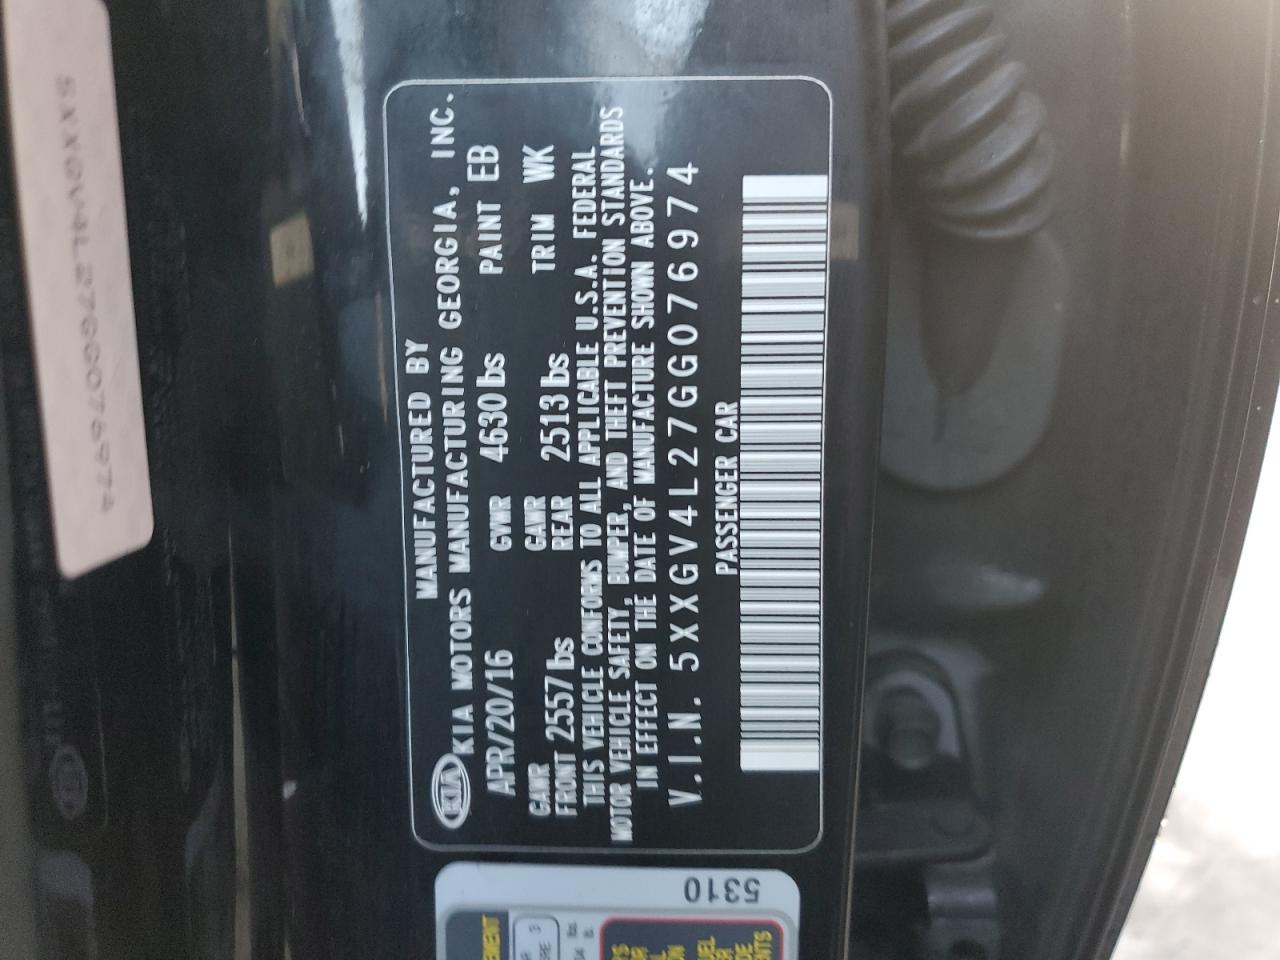 MANUFACTURED BY
KIA KIA MOTORS MANUFACTURING GEORGIA, INC.
APR/20/16 GVWR 4630 lbs PAINT EB
GAWR FRONT 2557 lbs GAWR REAR 2513 lbs TRIM WK
THIS VEHICLE CONFORMS TO ALL APPLICABLE U.S.A. FEDERAL
MOTOR VEHICLE SAFETY, BUMPER, AND THEFT PREVENTION STANDARDS
IN EFFECT ON THE DATE OF MANUFACTURE SHOWN ABOVE.
V.I.N. 5XXGV4L27GG076974
PASSENGER CAR
5XXGV4L27GG076974
5310